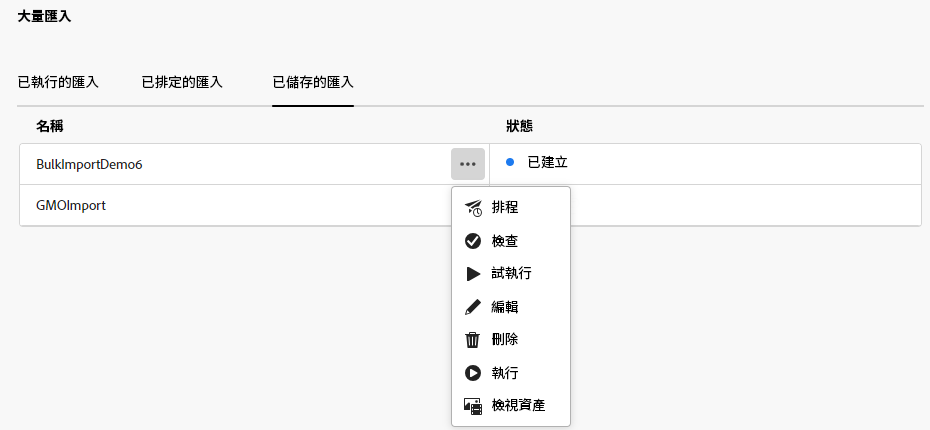 大量匯入
已執行的匯入 已排定的匯入 已儲存的匯入
名稱 狀態
BulkImportDemo6 已建立
GMOImport
排程
檢查
試執行
編輯
刪除
執行
檢視資產